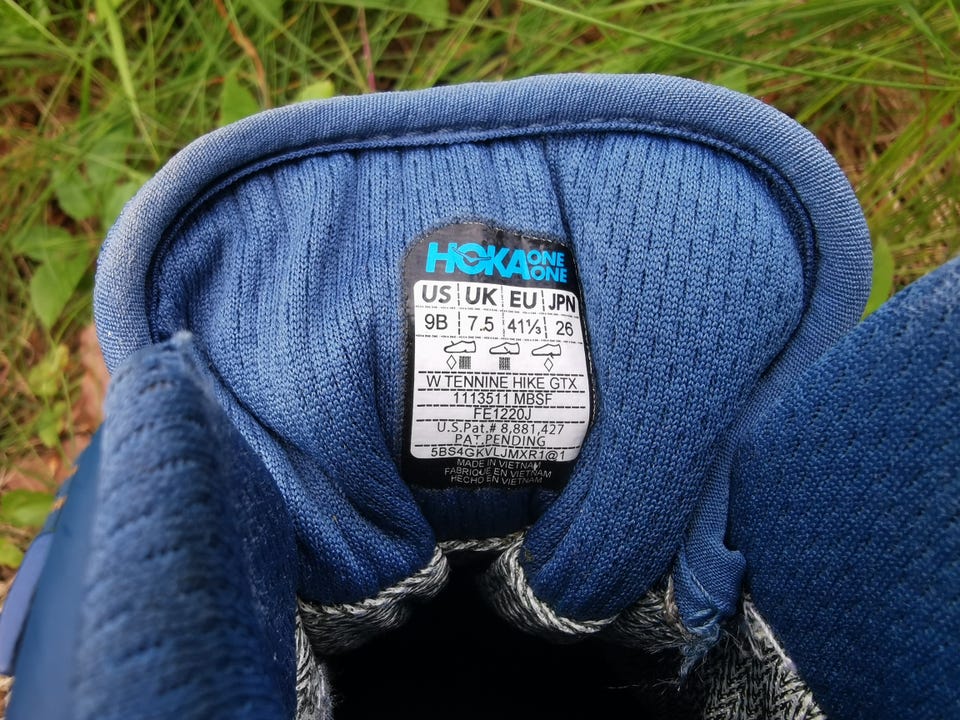 HOKA ONE ONE
US UK EU JPN
9B 7.5 41⅓ 26
W TENNINE HIKE GTX
1113511 MBSF
FE1220J
U.S.Pat.# 8,881,427
PAT.PENDING
5BS4GKVLJMXR1@1
MADE IN VIETNAM
FABRIQUE EN VIETNAM
HECHO EN VIETNAM